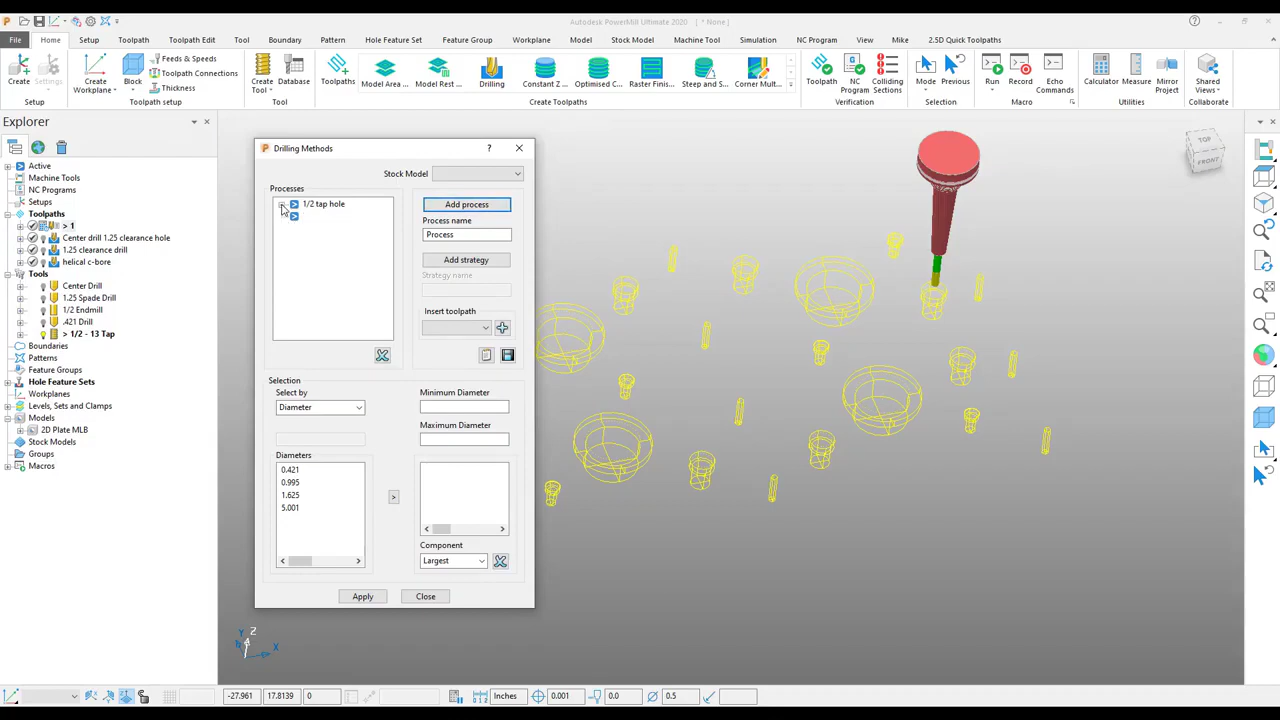 Autodesk PowerMill Ultimate 2020    [ * None ]
File Home Setup Toolpath Toolpath Edit Tool Boundary Pattern Hole Feature Set Feature Group Workplane Model Stock Model Machine Tool Simulation NC Program View Mike 2.5D Quick Toolpaths
Create Settings
Setup
Create Workplane Block
Feeds & Speeds
Toolpath Connections
Thickness
Toolpath setup
Create Tool Database
Tool
Toolpaths Model Area ... Model Rest ... Drilling Constant Z ... Optimised C... Raster Finis... Steep and S... Corner Mult...
Create Toolpaths
Toolpath NC Program Colliding Sections
Verification
Mode Previous
Selection
Run Record Echo Commands
Macro
Calculator Measure Mirror Project
Utilities
Shared Views
Collaborate
Explorer
Active
Machine Tools
NC Programs
Setups
Toolpaths
> 1
Center drill 1.25 clearance hole
1.25 clearance drill
helical c-bore
Tools
Center Drill
1.25 Spade Drill
1/2 Endmill
.421 Drill
> 1/2 - 13 Tap
Boundaries
Patterns
Feature Groups
Hole Feature Sets
Workplanes
Levels, Sets and Clamps
Models
2D Plate MLB
Stock Models
Groups
Macros
Drilling Methods
?
Stock Model
Processes
1/2 tap hole
Add process
Process name
Process
Add strategy
Strategy name
Insert toolpath
Selection
Select by
Diameter
Minimum Diameter
Maximum Diameter
Diameters
0.421
0.995
1.625
5.001
>
Component
Largest
Apply Close
TOP
FRONT
Z
Y
X
-27.961 17.8139 0 Inches 0.001 0.0 0.5